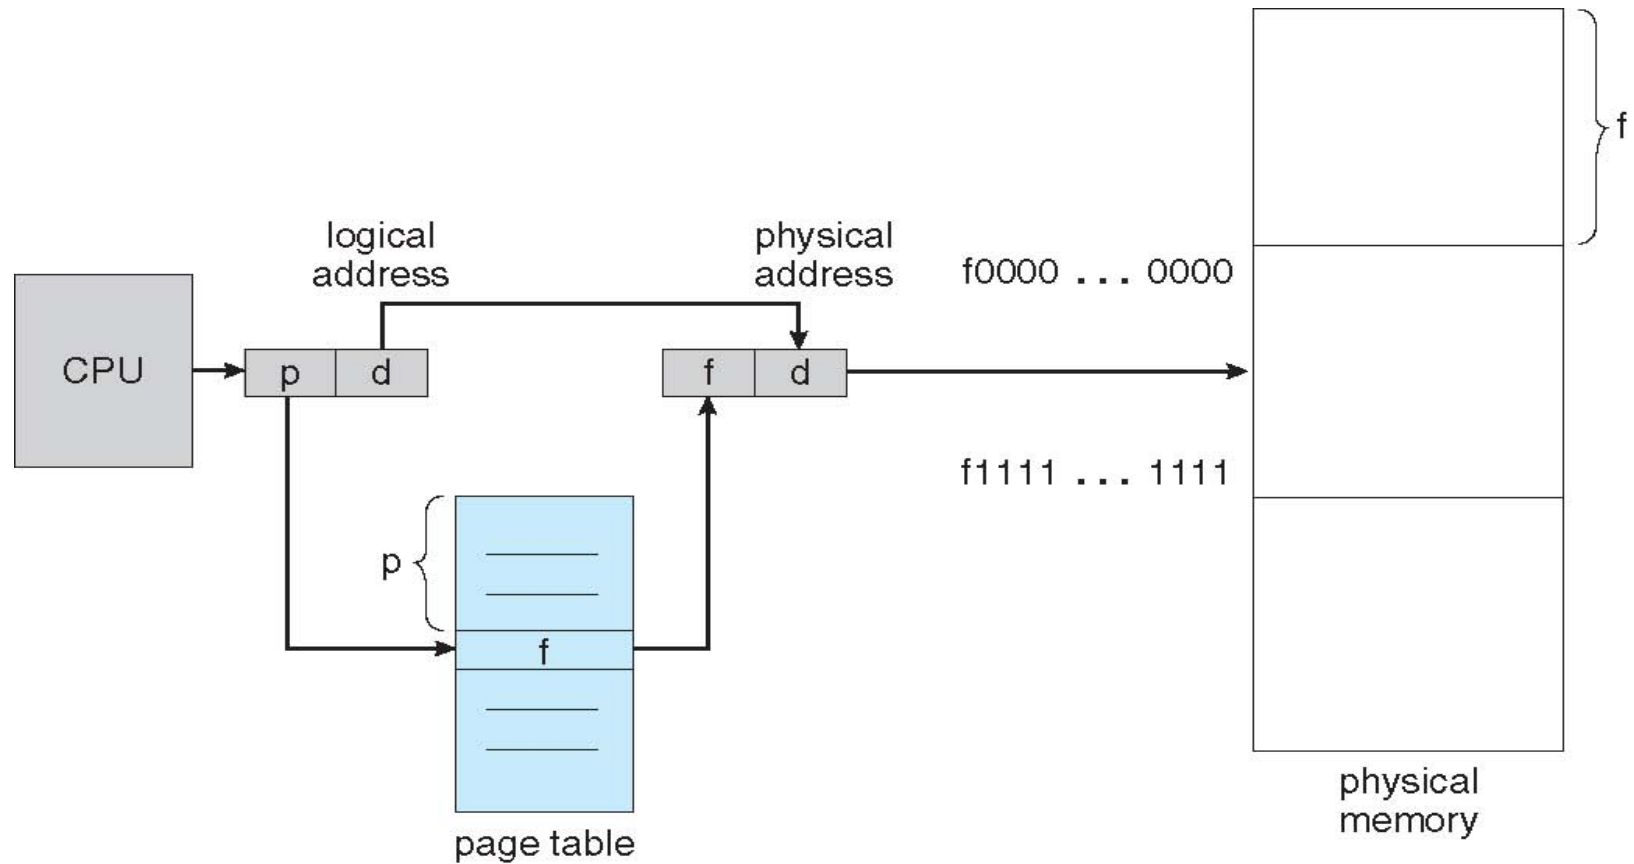 f
logical
address
physical
address
f0000 ... 0000
CPU
p
d
f
d
f1111 ... 1111
p
f
physical
memory
page table